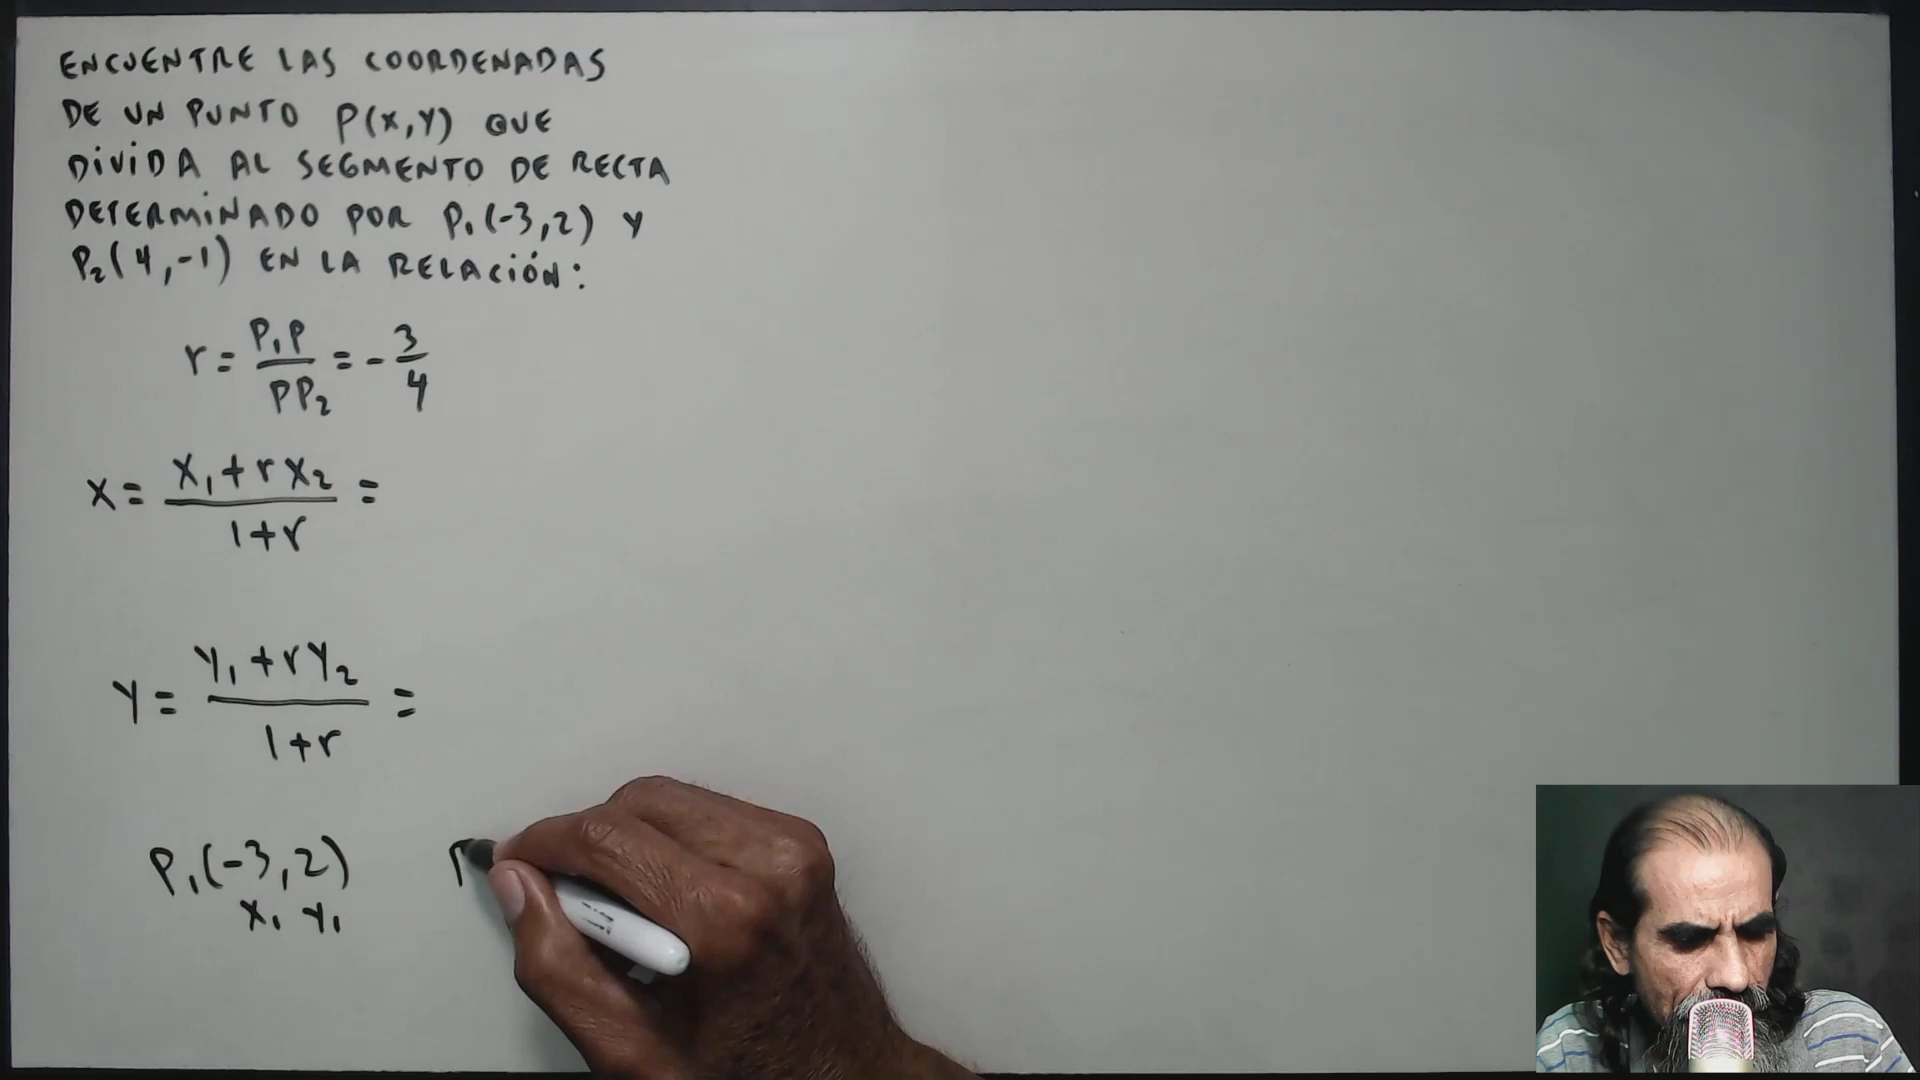 ENCUENTRE LAS COORDENADAS
DE UN PUNTO P(X,Y) QUE
DIVIDA AL SEGMENTO DE RECTA
DETERMINADO POR P₁(-3,2) Y
P₂(4,-1) EN LA RELACIÓN:
r = P₁P / PP₂ = - 3/4
X = X₁ + r X₂ / 1 + r =
Y = Y₁ + r Y₂ / 1 + r =
P₁(-3,2)
X₁ Y₁